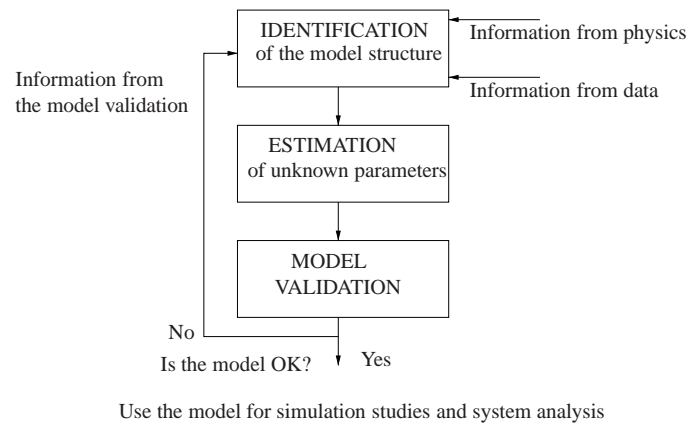 IDENTIFICATION
of the model structure
Information from physics
Information from data
Information from
the model validation
ESTIMATION
of unknown parameters
MODEL
VALIDATION
No
Is the model OK?
Yes
Use the model for simulation studies and system analysis